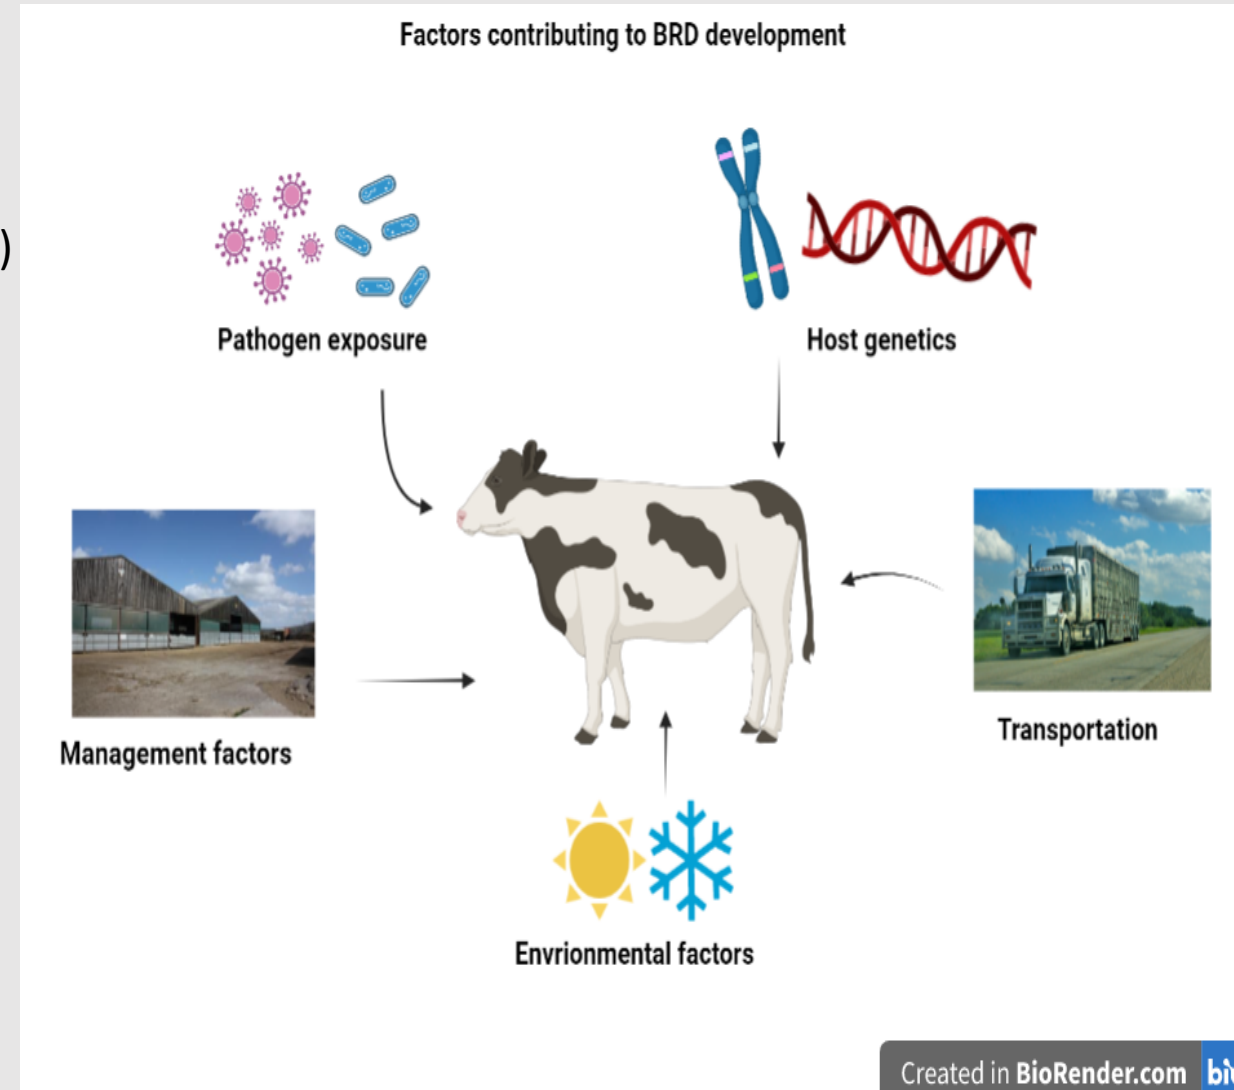 Factors contributing to BRD development
)
Pathogen exposure
Host genetics
Management factors
Transportation
Envrionmental factors
Created in BioRender.com